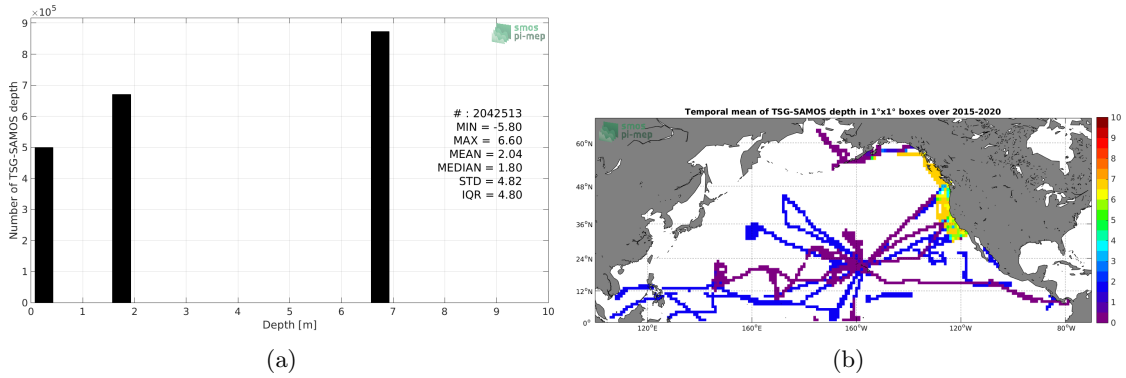 ×10⁵
9
8
7
6
5
4
3
2
1
0
Number of TSG-SAMOS depth
smos
pi-mep
# : 2042513
MIN = -5.80
MAX = 6.60
MEAN = 2.04
MEDIAN = 1.80
STD = 4.82
IQR = 4.80
0 1 2 3 4 5 6 7 8 9 10
Depth [m]
(a)
Temporal mean of TSG-SAMOS depth in 1°x1° boxes over 2015-2020
smos
pi-mep
60°N
48°N
36°N
24°N
12°N
0°
120°E 160°E 160°W 120°W 80°W
10
9
8
7
6
5
4
3
2
1
0
(b)